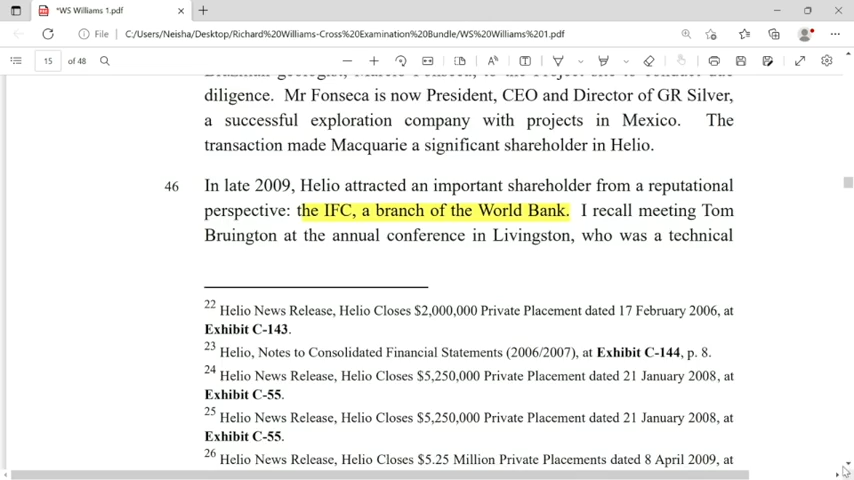 *WS Williams 1.pdf
File
C:/Users/Neisha/Desktop/Richard%20Williams-Cross%20Examination%20Bundle/WS%20Williams%201.pdf
15 of 48
diligence. Mr Fonseca is now President, CEO and Director of GR Silver,
a successful exploration company with projects in Mexico. The
transaction made Macquarie a significant shareholder in Helio.
46 In late 2009, Helio attracted an important shareholder from a reputational
perspective: the IFC, a branch of the World Bank. I recall meeting Tom
Bruington at the annual conference in Livingston, who was a technical
22 Helio News Release, Helio Closes $2,000,000 Private Placement dated 17 February 2006, at
Exhibit C-143.
23 Helio, Notes to Consolidated Financial Statements (2006/2007), at Exhibit C-144, p. 8.
24 Helio News Release, Helio Closes $5,250,000 Private Placement dated 21 January 2008, at
Exhibit C-55.
25 Helio News Release, Helio Closes $5,250,000 Private Placement dated 21 January 2008, at
Exhibit C-55.
26 Helio News Release, Helio Closes $5.25 Million Private Placements dated 8 April 2009, at